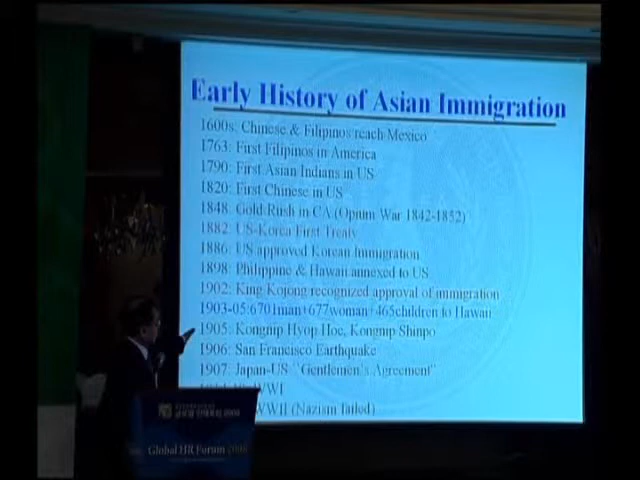 Early History of Asian Immigration
1600s: Chinese & Filipinos reach Mexico
1763: First Filipinos in America
1790: First Asian Indians in US
1820: First Chinese in US
1848: Gold Rush in CA (Opium War 1842-1852)
1882: US-Korea First Treaty
1886: US approved Korean Immigration
1898: Philippine & Hawaii annexed to US
1902: King Kojong recognized approval of immigration
1903-05:6701man+677woman+465children to Hawaii
1905: Kongnip Hyop Hoe, Kongnip Shinpo
1906: San Francisco Earthquake
1907: Japan-US "Gentlemen's Agreement"
WWI
WWII (Nazism failed)
Global HR Forum